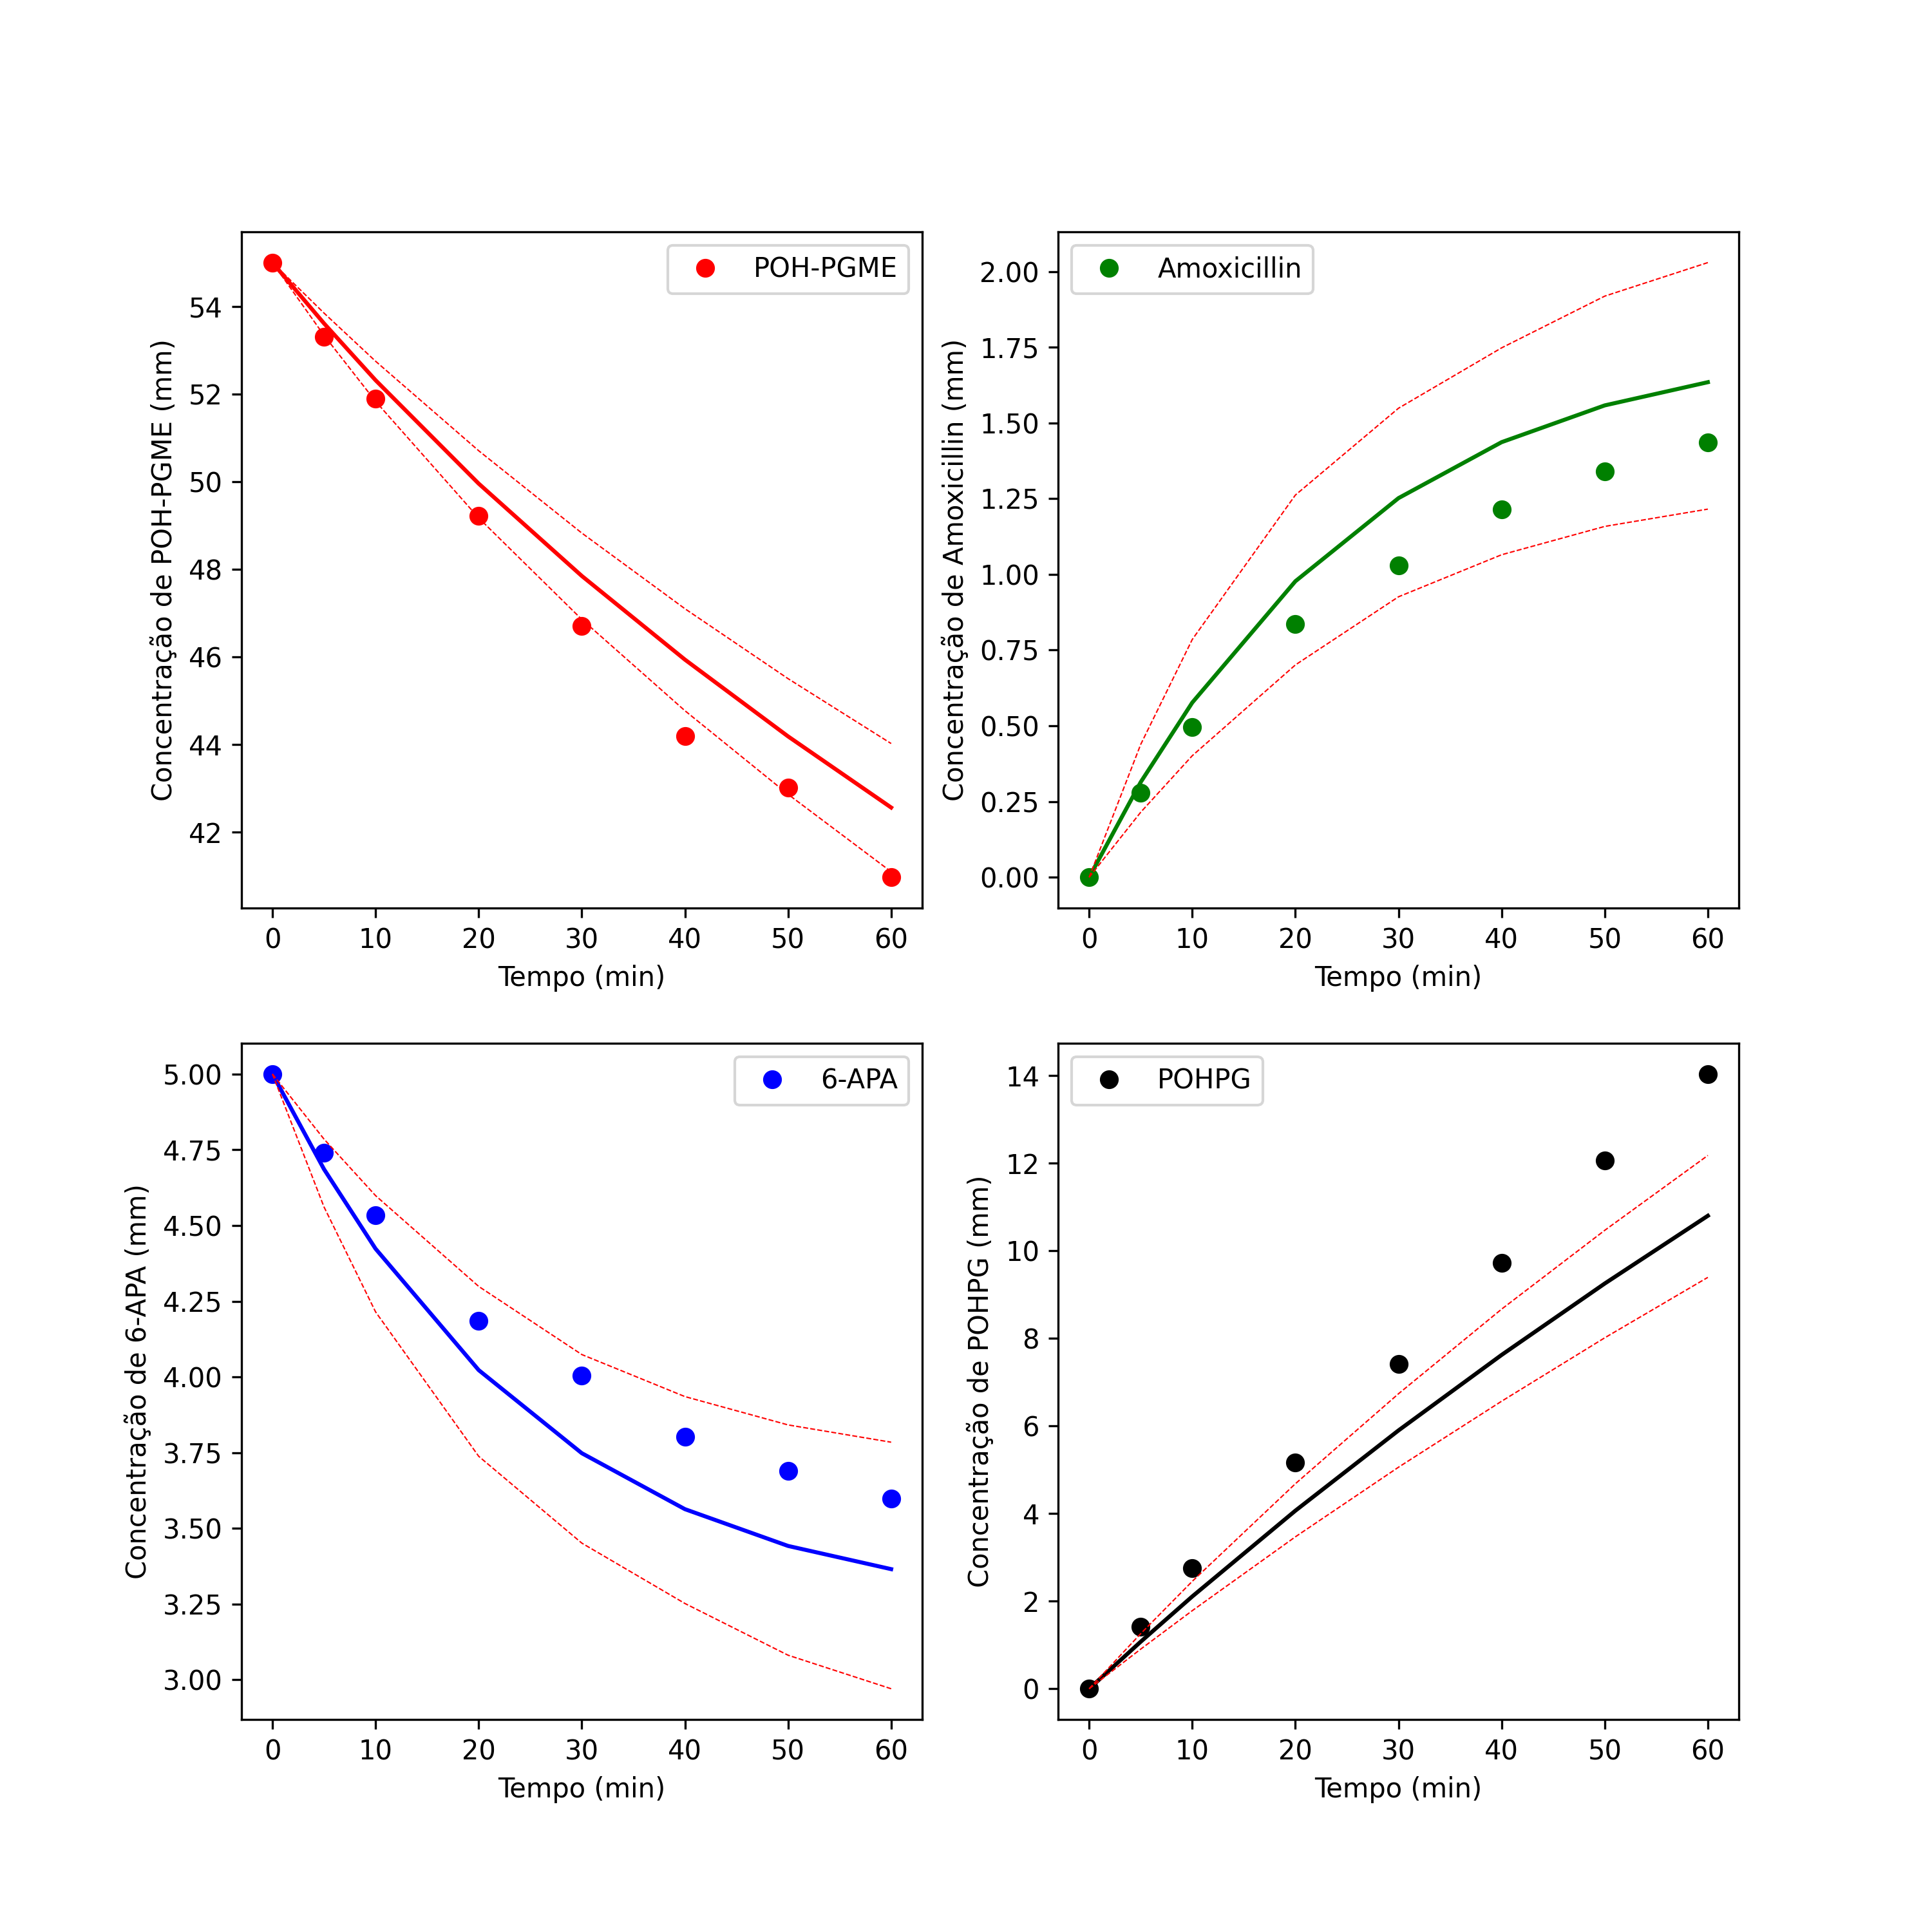 POH-PGME
54
52
50
48
46
44
42
Concentração de POH-PGME (mm)
0 10 20 30 40 50 60
Tempo (min)
Amoxicillin
2.00
1.75
1.50
1.25
1.00
0.75
0.50
0.25
0.00
Concentração de Amoxicillin (mm)
0 10 20 30 40 50 60
Tempo (min)
6-APA
5.00
4.75
4.50
4.25
4.00
3.75
3.50
3.25
3.00
Concentração de 6-APA (mm)
0 10 20 30 40 50 60
Tempo (min)
POHPG
14
12
10
8
6
4
2
0
Concentração de POHPG (mm)
0 10 20 30 40 50 60
Tempo (min)